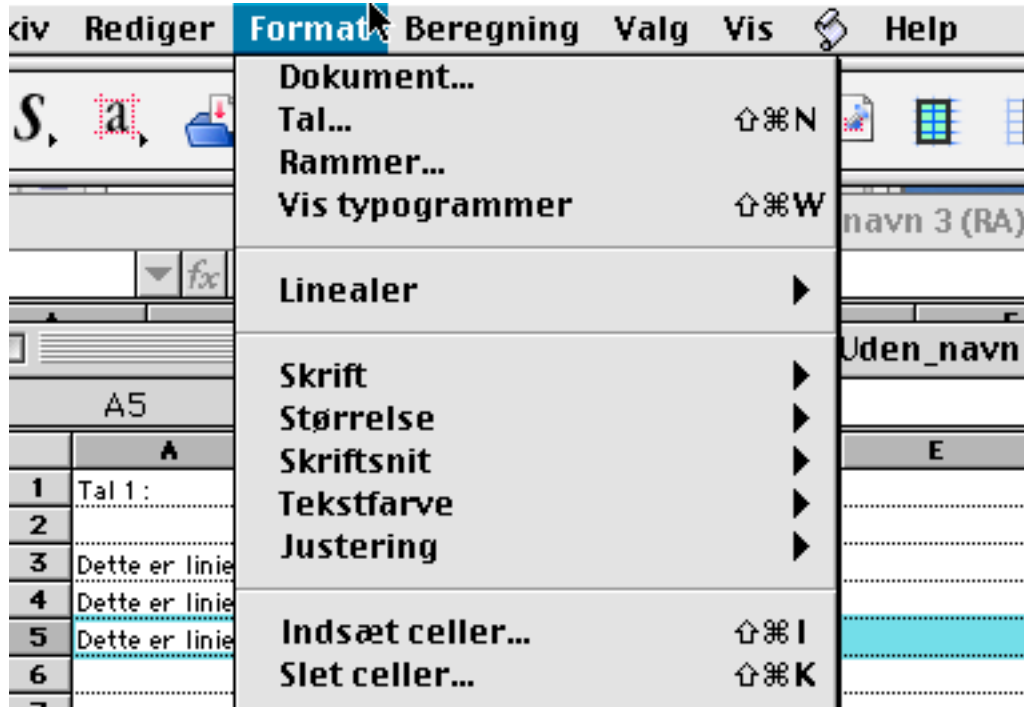 kiv Rediger Format Beregning Valg Vis Help
Dokument...
Tal... ⇧⌘N
Rammer...
Vis typogrammer ⇧⌘W
navn 3 (RA)
fx
Linealer
Uden_navn
Skrift
A5
Størrelse
A E
Skriftsnit
1 Tal 1 :
Tekstfarve
2
Justering
3 Dette er linie
4 Dette er linie
5 Dette er linie
Indsæt celler... ⇧⌘I
6
Slet celler... ⇧⌘K